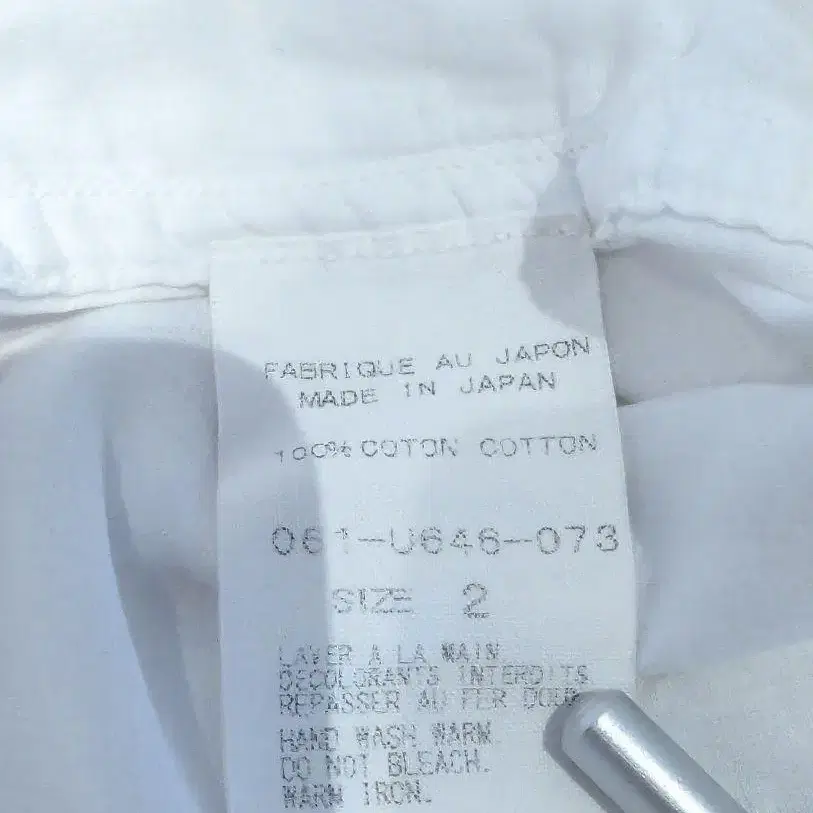 FABRIQUE AU JAPON
MADE IN JAPAN
100% COTON COTTON
061-U646-073
SIZE 2
LAVER A LA MAIN
DECOLORANTS INTERDITS
REPASSER AU FER DOUX
HAND WASH WARM
DO NOT BLEACH.
WARM IRON.